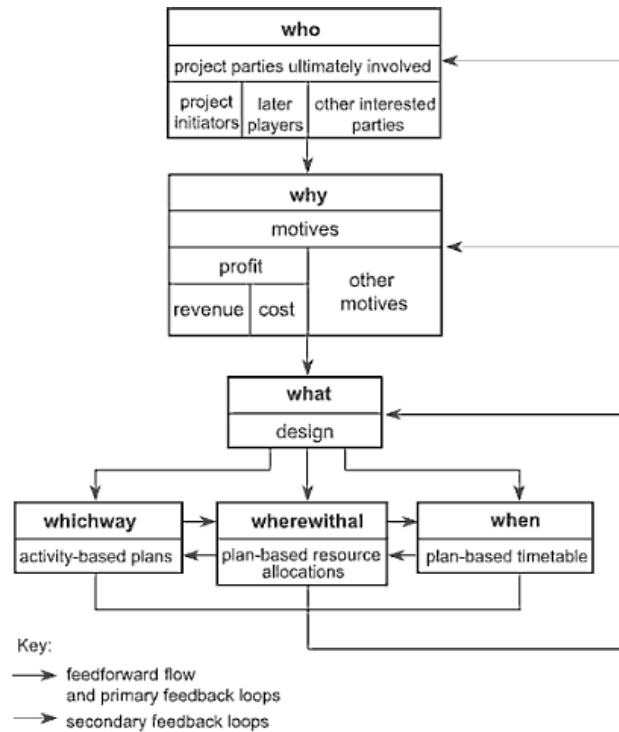 who
project parties ultimately involved
project initiators
later players
other interested parties
why
motives
profit
other motives
revenue
cost
what
design
whichway
wherewithal
when
activity-based plans
plan-based resource allocations
plan-based timetable
Key:
feedforward flow
and primary feedback loops
secondary feedback loops